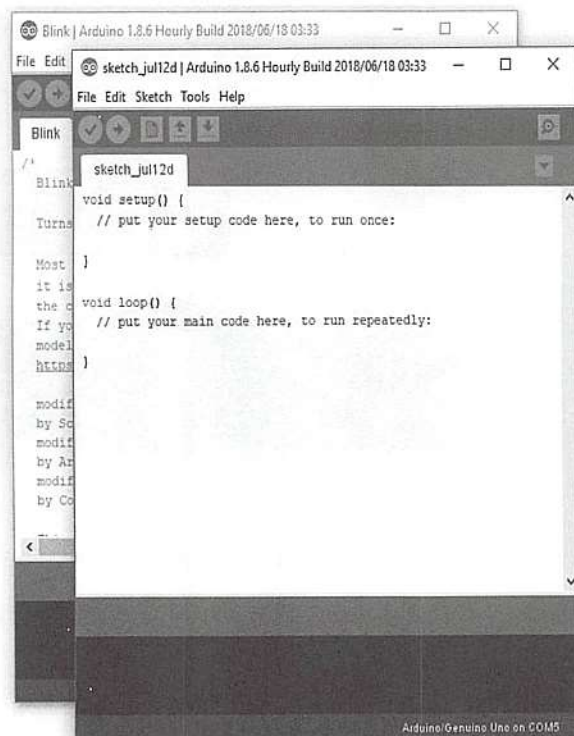 Blink | Arduino 1.8.6 Hourly Build 2018/06/18 03:33
File Edit
Blink
/*
Blink
Turns
Most
it is
the c
If yo
model
https
modif
by Sc
modif
by Ar
modif
by Co
sketch_jul12d | Arduino 1.8.6 Hourly Build 2018/06/18 03:33
File Edit Sketch Tools Help
sketch_jul12d
void setup() {
// put your setup code here, to run once:
}
void loop() {
// put your main code here, to run repeatedly:
}
Arduino/Genuino Uno on COM5